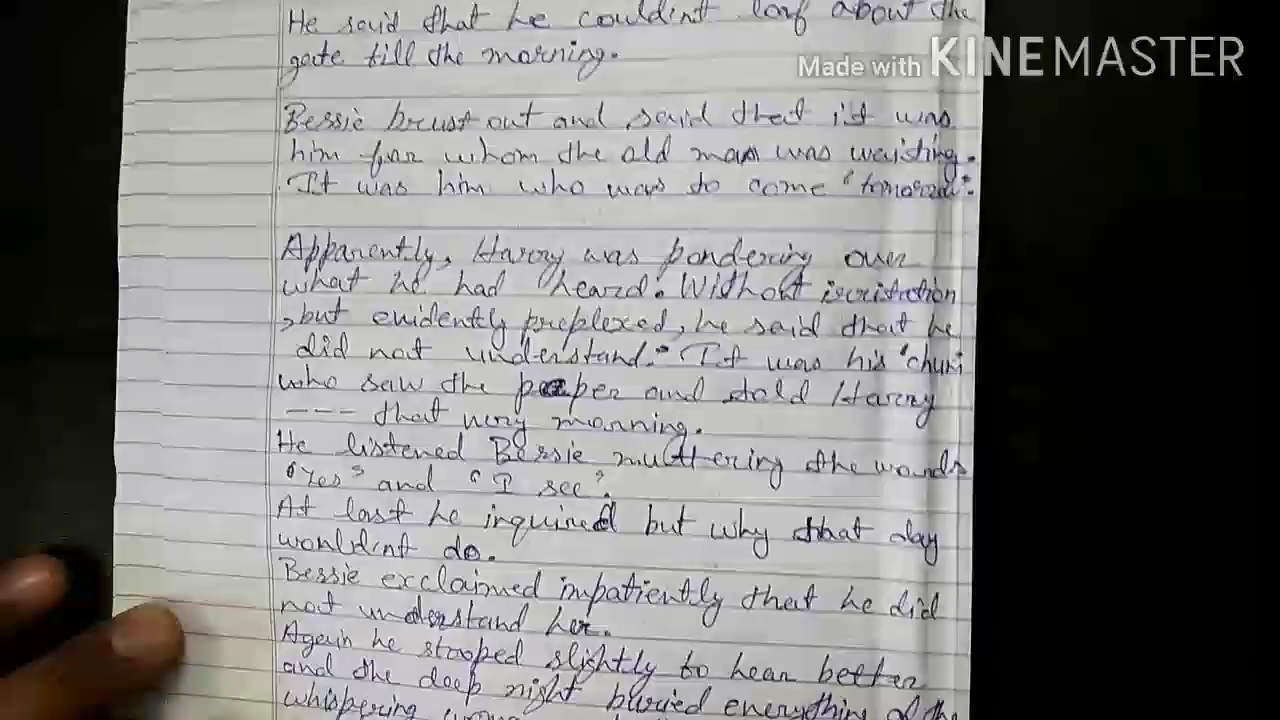 He said that he couldn't loaf about the
gate till the morning.
Made with KINEMASTER
Bessie brust out and said that it was
him for whom the old man was waisting.
It was him who was to come "tomorrow".
Apparently, Harry was pondering over
what he had heard. Without
, but evidently preplexed, he said that he
did not understand. It was his "chuki
who saw the paper and told Harry
---- that very morning.
He listened Bessie muttering the words
"Yes" and "I see".
At last he inquired but why that day
wouldn't do.
Bessie exclaimed impatiently that he did
not understand her.
Again he stooped slightly to hear better
and the deep night buried everything of the
whispering